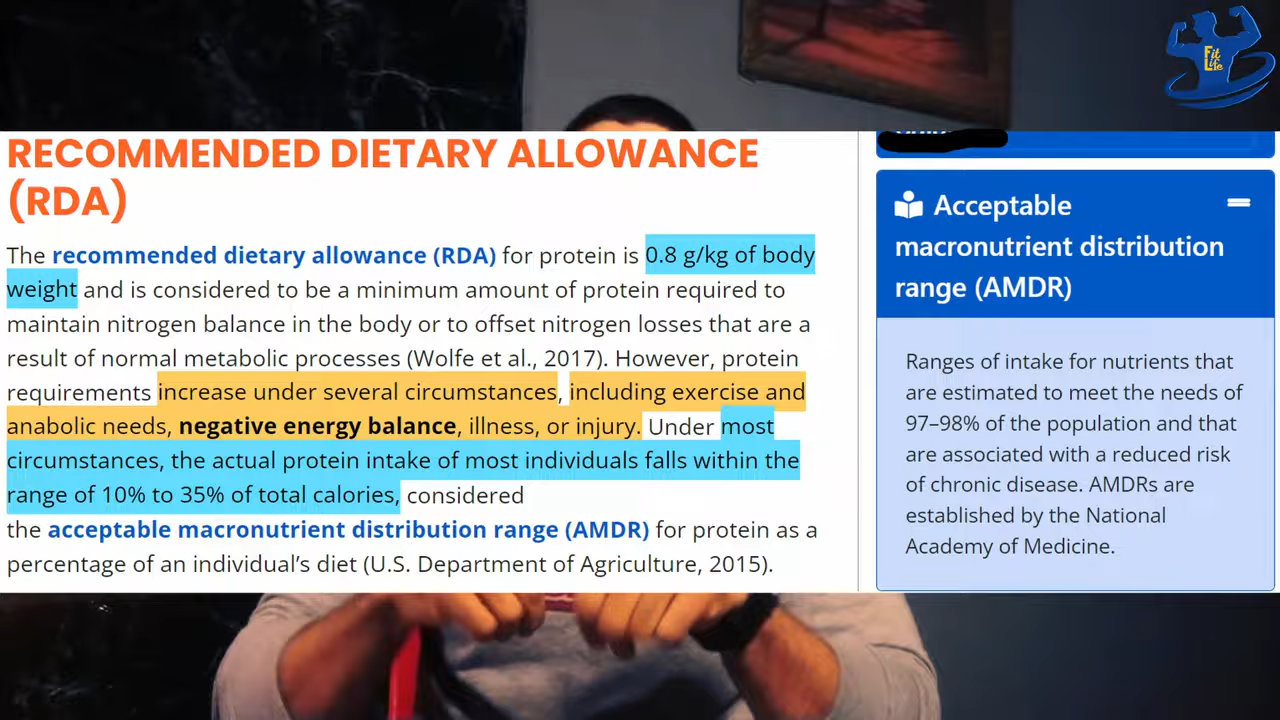 Fit
Life
RECOMMENDED DIETARY ALLOWANCE
(RDA)
The recommended dietary allowance (RDA) for protein is 0.8 g/kg of body
weight and is considered to be a minimum amount of protein required to
maintain nitrogen balance in the body or to offset nitrogen losses that are a
result of normal metabolic processes (Wolfe et al., 2017). However, protein
requirements increase under several circumstances, including exercise and
anabolic needs, negative energy balance, illness, or injury. Under most
circumstances, the actual protein intake of most individuals falls within the
range of 10% to 35% of total calories, considered
the acceptable macronutrient distribution range (AMDR) for protein as a
percentage of an individual’s diet (U.S. Department of Agriculture, 2015).
Acceptable
macronutrient distribution
range (AMDR)
Ranges of intake for nutrients that
are estimated to meet the needs of
97–98% of the population and that
are associated with a reduced risk
of chronic disease. AMDRs are
established by the National
Academy of Medicine.